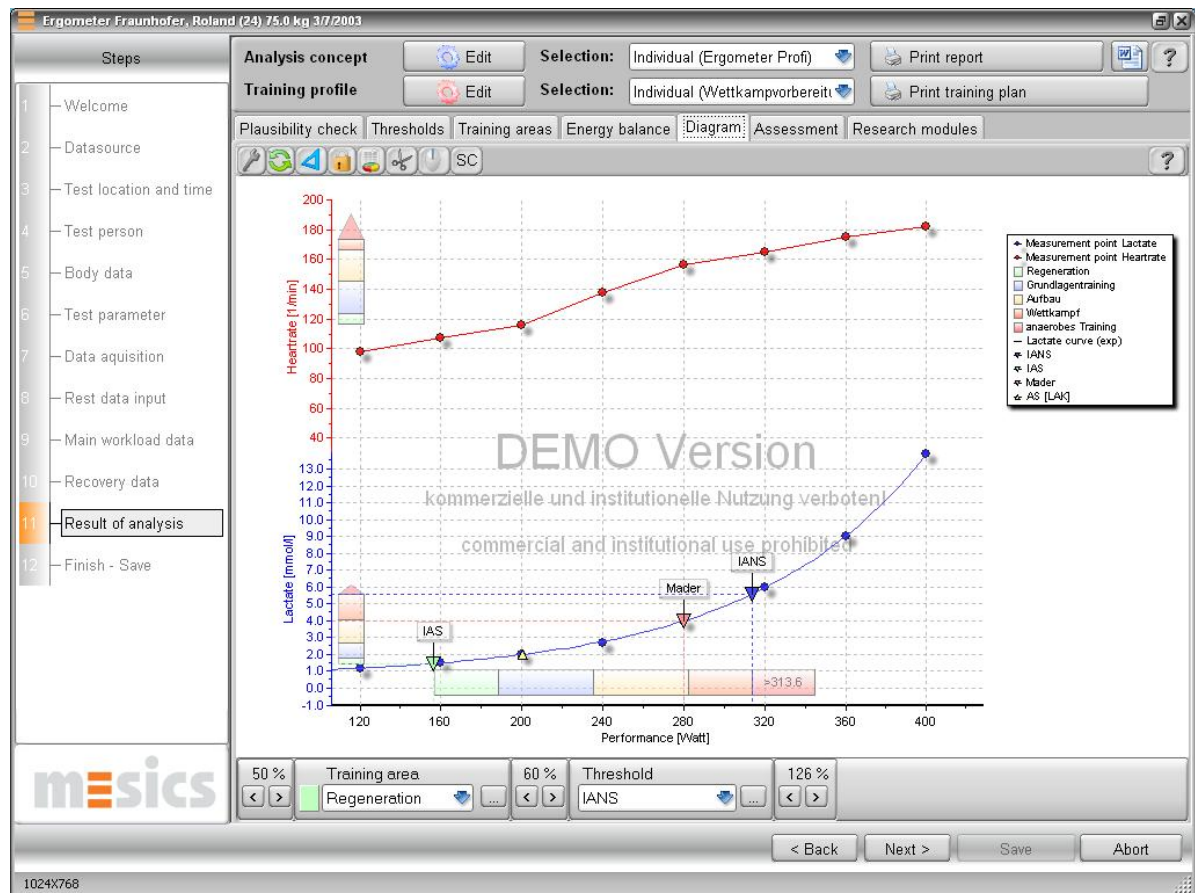 Ergometer Fraunhofer, Roland (24) 75.0 kg 3/7/2003
Steps
1 Welcome
2 Datasource
3 Test location and time
4 Test person
5 Body data
6 Test parameter
7 Data aquisition
8 Rest data input
9 Main workload data
10 Recovery data
11 Result of analysis
12 Finish - Save
mesics
Analysis concept Edit Selection: Individual (Ergometer Profi) Print report ?
Training profile Edit Selection: Individual (Wettkampvorbereitu Print training plan
Plausibility check Thresholds Training areas Energy balance Diagram Assessment Research modules
SC ?
200
180
160
140
120
100
80
60
40
Heartrate [1/min]
13.0
12.0
11.0
10.0
9.0
8.0
7.0
6.0
5.0
4.0
3.0
2.0
1.0
0.0
-1.0
Lactate [mmol/l]
DEMO Version
kommerzielle und institutionelle Nutzung verboten!
commercial and institutional use prohibited
IANS
Mader
IAS
>313.6
120 160 200 240 280 320 360 400
Performance [Watt]
Measurement point Lactate
Measurement point Heartrate
Regeneration
Grundlagentraining
Aufbau
Wettkampf
anaerobes Training
Lactate curve (exp)
IANS
IAS
Mader
AS [LAK]
50 % Training area 60 % Threshold 126 %
< > Regeneration ... < > IANS ... < >
< Back Next > Save Abort
1024X768